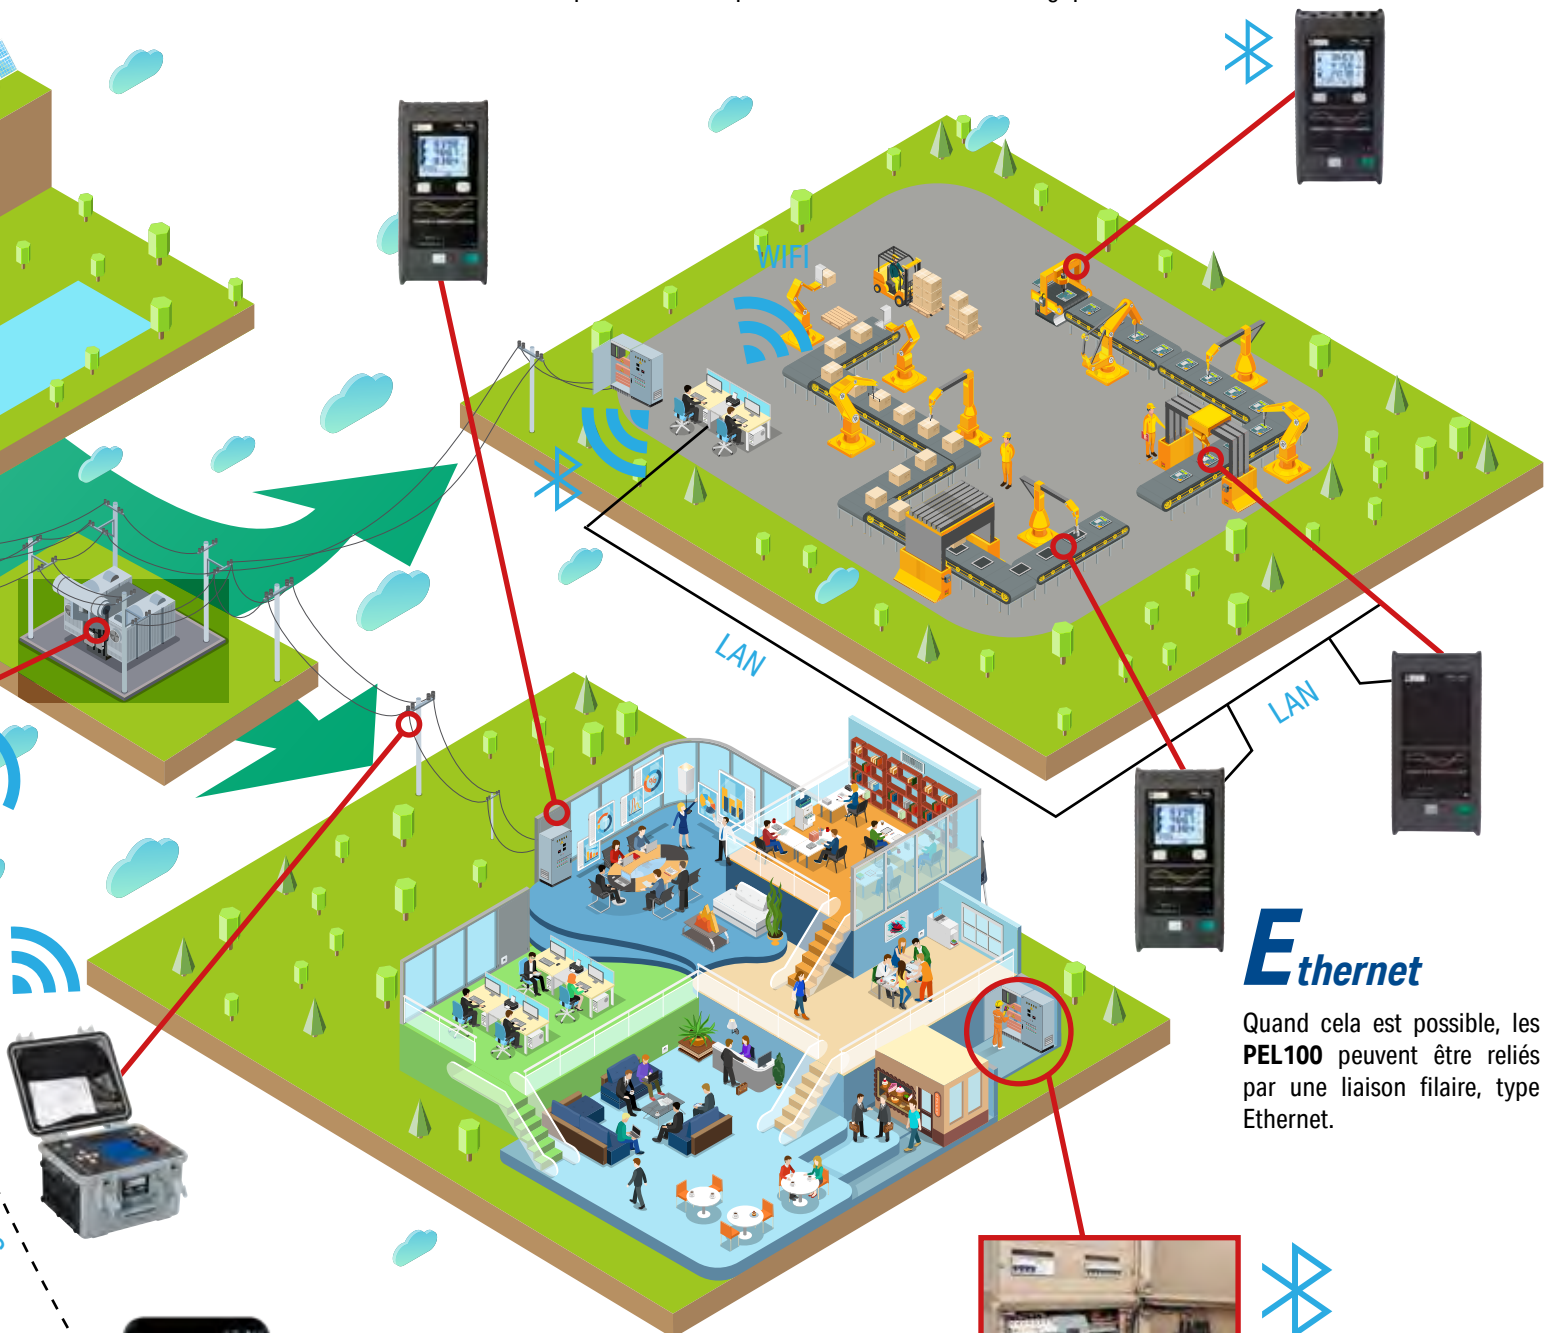 WIFI
LAN
LAN
Ethernet
Quand cela est possible, les
PEL100 peuvent être reliés
par une liaison filaire, type
Ethernet.